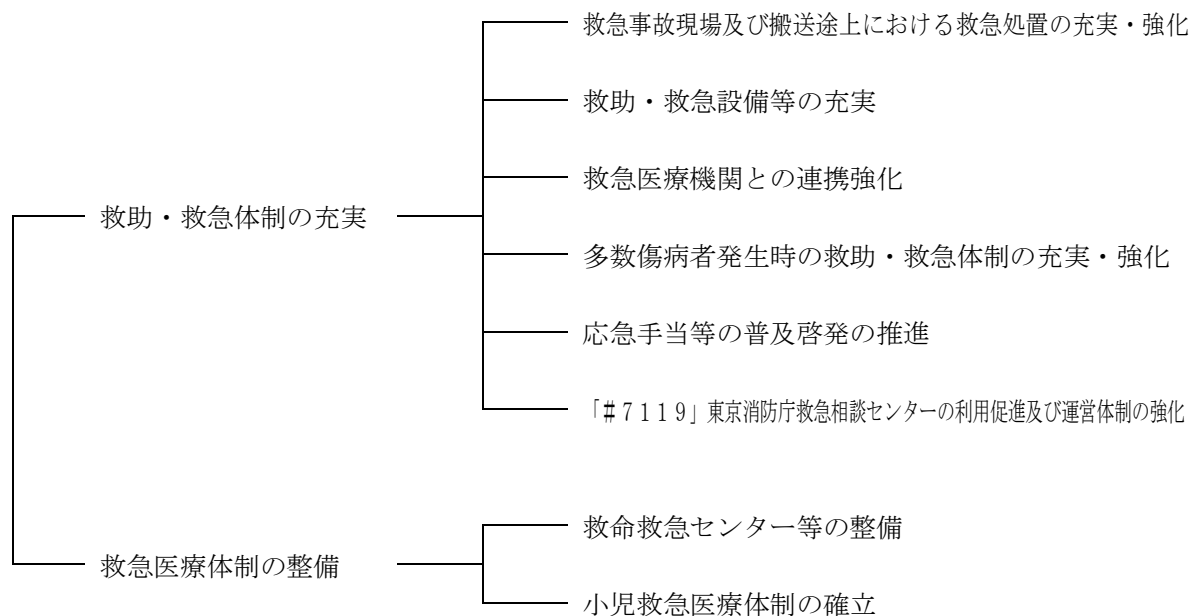 救急事故現場及び搬送途上における救急処置の充実・強化
救助・救急設備等の充実
救急医療機関との連携強化
救助・救急体制の充実
多数傷病者発生時の救助・救急体制の充実・強化
応急手当等の普及啓発の推進
「＃７１１９」東京消防庁救急相談センターの利用促進及び運営体制の強化
救命救急センター等の整備
救急医療体制の整備
小児救急医療体制の確立